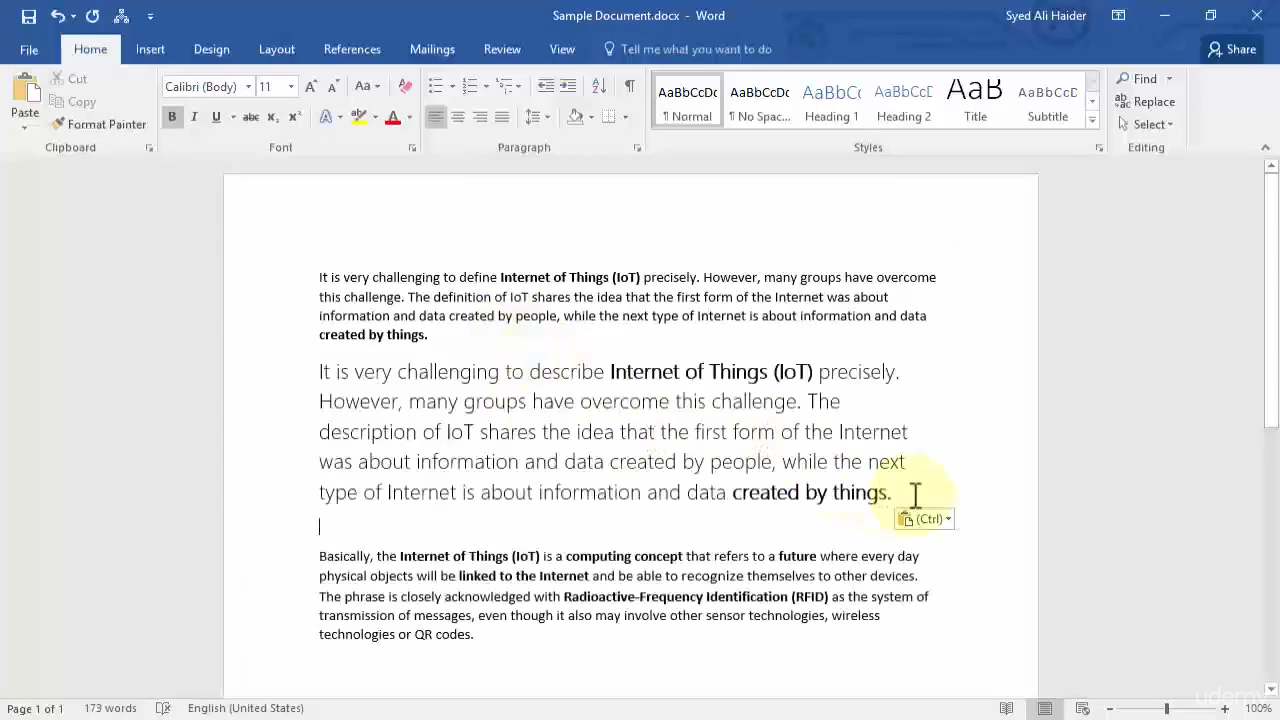 Sample Document.docx - Word
Syed Ali Haider
File Home Insert Design Layout References Mailings Review View Tell me what you want to do Share
Paste
Cut
Copy
Format Painter
Clipboard
Calibri (Body) 11 Aa
B I U abc x₂ x² A ab A
Font
Paragraph
AaBbCcDc AaBbCcDc AaBbC( AaBbCcE AaB AaBbCcC
¶ Normal ¶ No Spac... Heading 1 Heading 2 Title Subtitle
Styles
Find
Replace
Select
Editing
It is very challenging to define Internet of Things (IoT) precisely. However, many groups have overcome
this challenge. The definition of IoT shares the idea that the first form of the Internet was about
information and data created by people, while the next type of Internet is about information and data
created by things.
It is very challenging to describe Internet of Things (IoT) precisely.
However, many groups have overcome this challenge. The
description of IoT shares the idea that the first form of the Internet
was about information and data created by people, while the next
type of Internet is about information and data created by things.
(Ctrl)
Basically, the Internet of Things (IoT) is a computing concept that refers to a future where every day
physical objects will be linked to the Internet and be able to recognize themselves to other devices.
The phrase is closely acknowledged with Radioactive-Frequency Identification (RFID) as the system of
transmission of messages, even though it also may involve other sensor technologies, wireless
technologies or QR codes.
udemy
Page 1 of 1 173 words English (United States) 100%